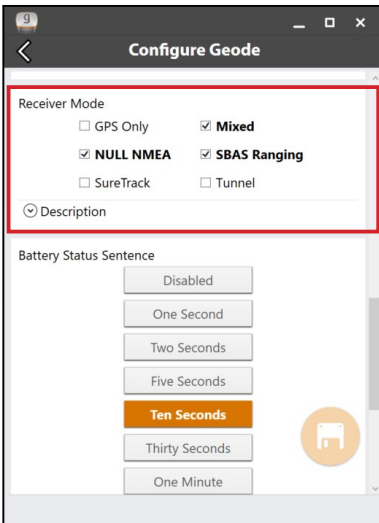 g
Configure Geode
Receiver Mode
GPS Only Mixed
NULL NMEA SBAS Ranging
SureTrack Tunnel
Description
Battery Status Sentence
Disabled
One Second
Two Seconds
Five Seconds
Ten Seconds
Thirty Seconds
One Minute